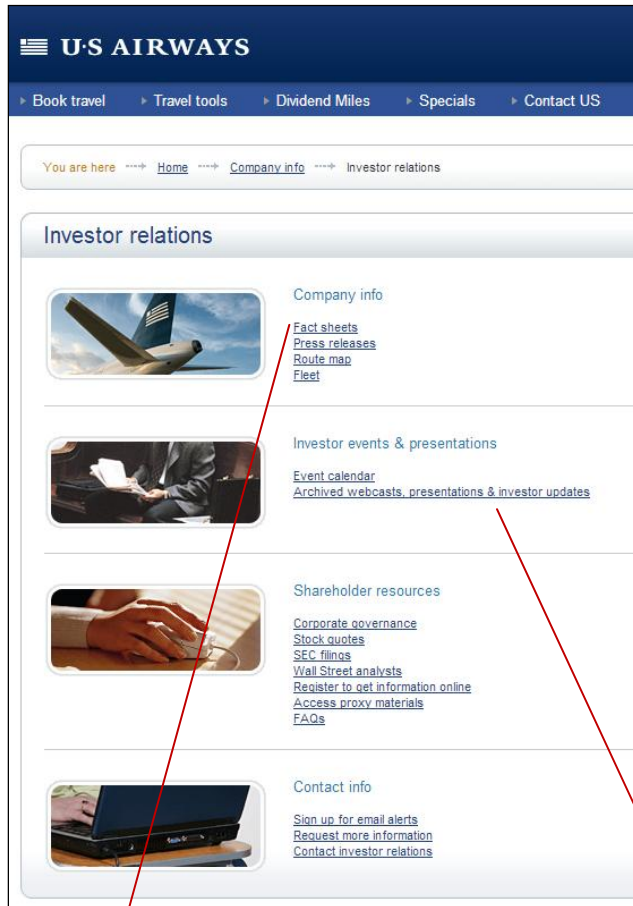 U·S AIRWAYS
Book travel Travel tools Dividend Miles Specials Contact US
You are here Home Company info Investor relations
Investor relations
Company info
Fact sheets
Press releases
Route map
Fleet
Investor events & presentations
Event calendar
Archived webcasts, presentations & investor updates
Shareholder resources
Corporate governance
Stock quotes
SEC filings
Wall Street analysts
Register to get information online
Access proxy materials
FAQs
Contact info
Sign up for email alerts
Request more information
Contact investor relations